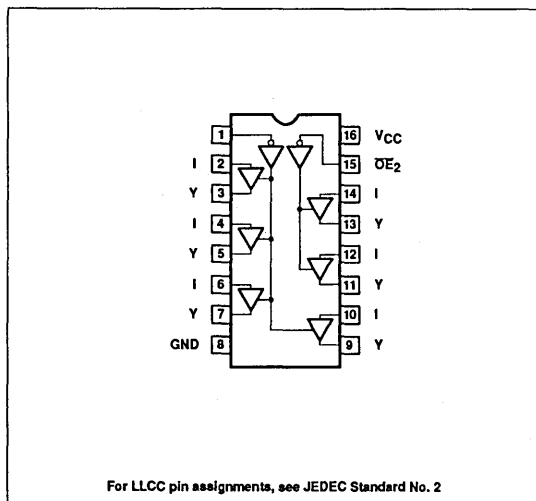 1 16 VCC
I 2 15 OE2
Y 3 14 I
I 4 13 Y
Y 5 12 I
I 6 11 Y
Y 7 10 I
GND 8 9 Y
For LLCC pin assignments, see JEDEC Standard No. 2